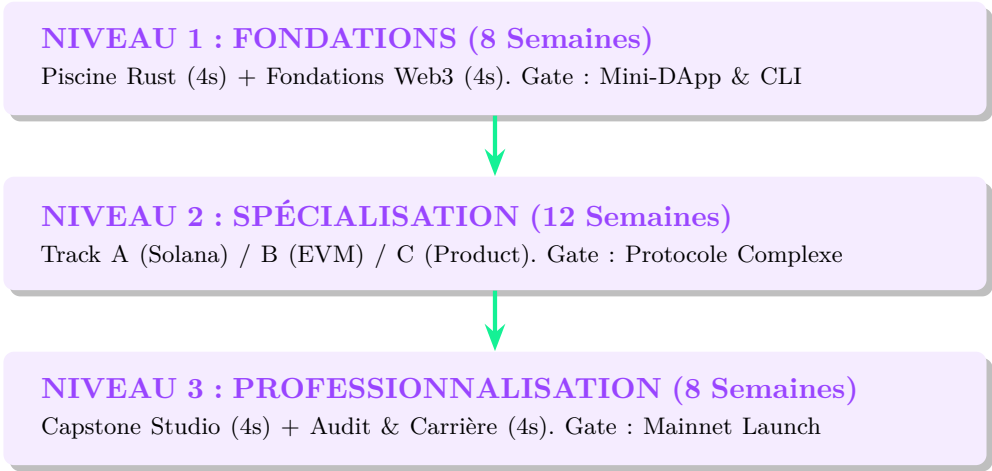 NIVEAU 1 : FONDATIONS (8 Semaines)
Piscine Rust (4s) + Fondations Web3 (4s). Gate : Mini-DApp & CLI
NIVEAU 2 : SPÉCIALISATION (12 Semaines)
Track A (Solana) / B (EVM) / C (Product). Gate : Protocole Complexe
NIVEAU 3 : PROFESSIONNALISATION (8 Semaines)
Capstone Studio (4s) + Audit & Carrière (4s). Gate : Mainnet Launch